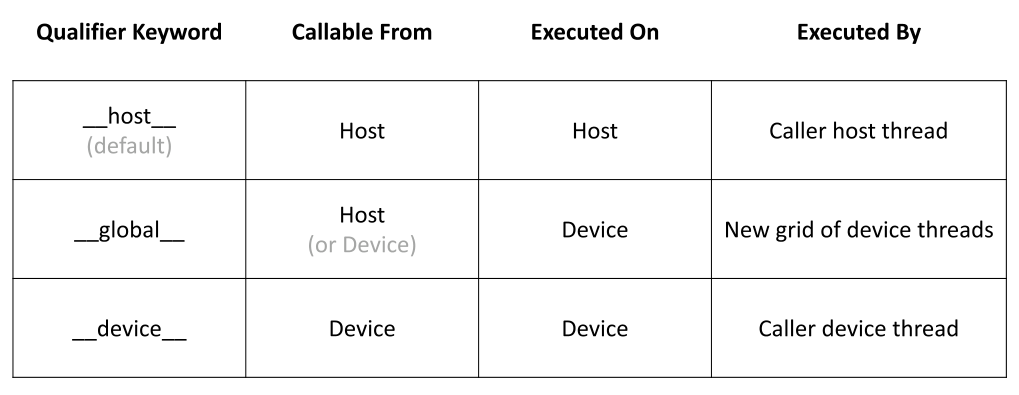 Qualifier Keyword Callable From Executed On Executed By
__host__
(default)
Host
Host
Caller host thread
__global__
Host
(or Device)
Device
New grid of device threads
__device__
Device
Device
Caller device thread